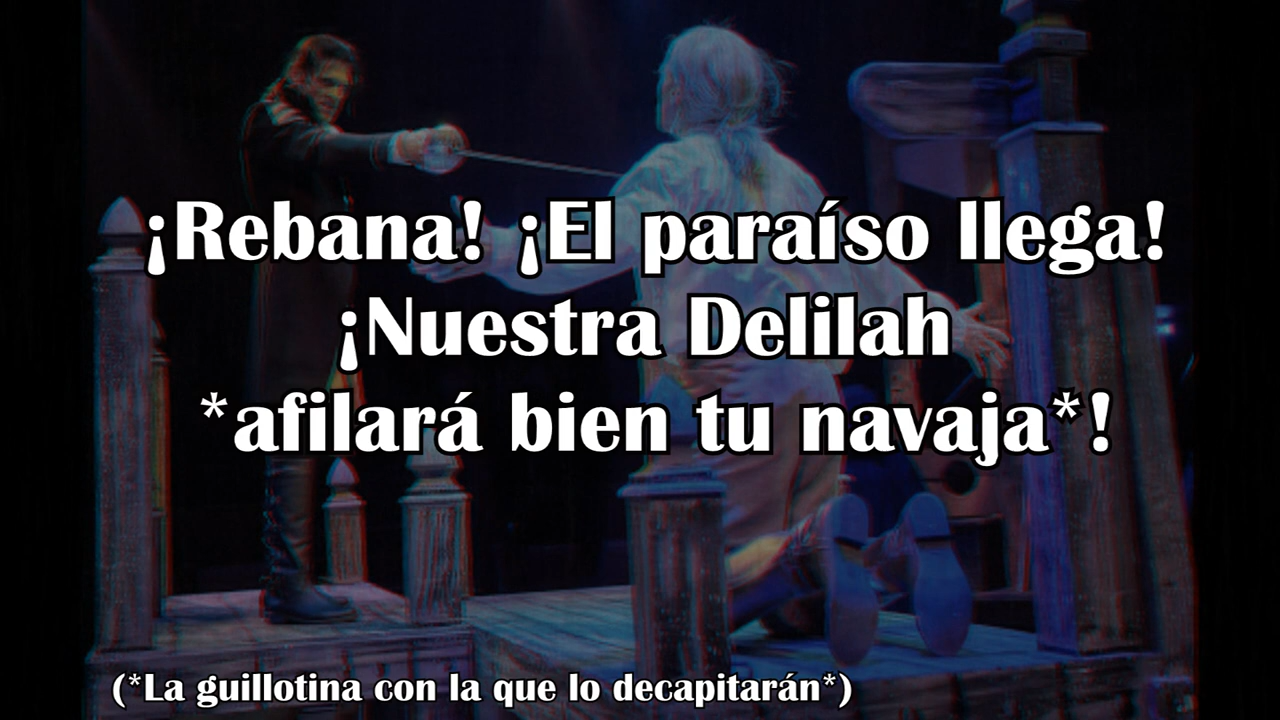 ¡Rebana! ¡El paraíso llega!
¡Nuestra Delilah
*afilará bien tu navaja*!
(*La guillotina con la que lo decapitarán*)